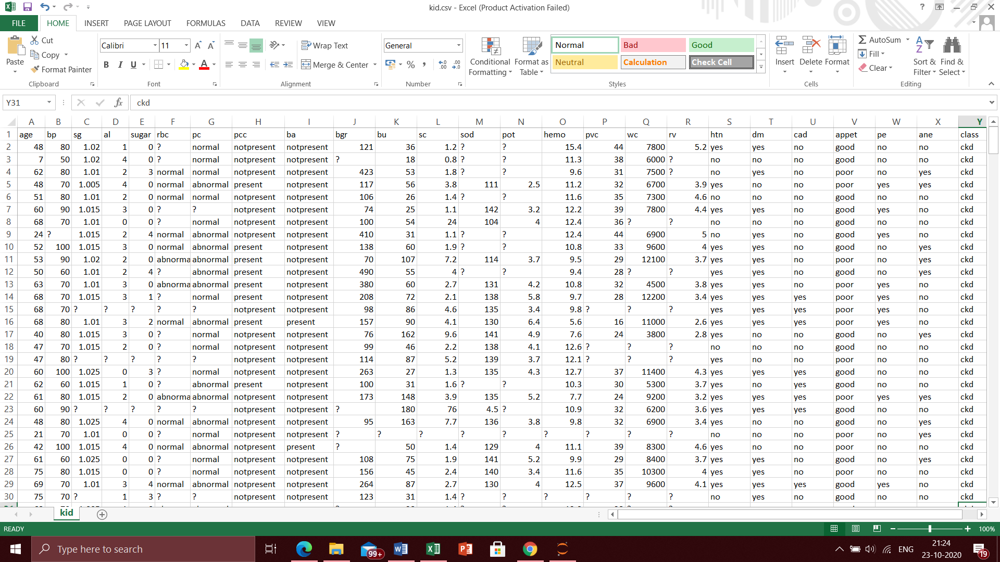 kid.csv - Excel (Product Activation Failed)
FILE HOME INSERT PAGE LAYOUT FORMULAS DATA REVIEW VIEW
Paste
Cut
Copy
Format Painter
Clipboard
Calibri 11
B I U
Font
Wrap Text
Merge & Center
Alignment
General
%
Number
Conditional Formatting
Format as Table
Normal Bad Good
Neutral Calculation Check Cell
Styles
Insert Delete Format
Cells
AutoSum
Fill
Clear
Sort & Filter
Find & Select
Editing
Y31 fx ckd
A B C D E F G H I J K L M N O P Q R S T U V W X Y
1 age bp sg al sugar rbc pc pcc ba bgr bu sc sod pot hemo pvc wc rv htn dm cad appet pe ane class
2 48 80 1.02 1 0 ? normal notpresent notpresent 121 36 1.2 ? ? 15.4 44 7800 5.2 yes yes no good no no ckd
3 7 50 1.02 4 0 ? normal notpresent notpresent ? 18 0.8 ? ? 11.3 38 6000 ? no no no good no no ckd
4 62 80 1.01 2 3 normal normal notpresent notpresent 423 53 1.8 ? ? 9.6 31 7500 ? no yes no poor no yes ckd
5 48 70 1.005 4 0 normal abnormal present notpresent 117 56 3.8 111 2.5 11.2 32 6700 3.9 yes no no poor yes yes ckd
6 51 80 1.01 2 0 normal normal notpresent notpresent 106 26 1.4 ? ? 11.6 35 7300 4.6 no no no good no no ckd
7 60 90 1.015 3 0 ? ? notpresent notpresent 74 25 1.1 142 3.2 12.2 39 7800 4.4 yes yes no good yes no ckd
8 68 70 1.01 0 0 ? normal notpresent notpresent 100 54 24 104 4 12.4 36 ? ? no no no good no no ckd
9 24 ? 1.015 2 4 normal abnormal notpresent notpresent 410 31 1.1 ? ? 12.4 44 6900 5 no yes no good yes no ckd
10 52 100 1.015 3 0 normal abnormal present notpresent 138 60 1.9 ? ? 10.8 33 9600 4 yes yes no good no yes ckd
11 53 90 1.02 2 0 abnorma abnormal present notpresent 70 107 7.2 114 3.7 9.5 29 12100 3.7 yes yes no poor no yes ckd
12 50 60 1.01 2 4 ? abnormal present notpresent 490 55 4 ? ? 9.4 28 ? ? yes yes no good no yes ckd
13 63 70 1.01 3 0 abnorma abnormal present notpresent 380 60 2.7 131 4.2 10.8 32 4500 3.8 yes yes no poor yes no ckd
14 68 70 1.015 3 1 ? normal present notpresent 208 72 2.1 138 5.8 9.7 28 12200 3.4 yes yes yes poor yes no ckd
15 68 70 ? ? ? ? ? notpresent notpresent 98 86 4.6 135 3.4 9.8 ? ? ? yes yes yes poor yes no ckd
16 68 80 1.01 3 2 normal abnormal present present 157 90 4.1 130 6.4 5.6 16 11000 2.6 yes yes yes poor yes no ckd
17 40 80 1.015 3 0 ? normal notpresent notpresent 76 162 9.6 141 4.9 7.6 24 3800 2.8 yes no no good no yes ckd
18 47 70 1.015 2 0 ? normal notpresent notpresent 99 46 2.2 138 4.1 12.6 ? ? ? no no no good no no ckd
19 47 80 ? ? ? ? ? notpresent notpresent 114 87 5.2 139 3.7 12.1 ? ? ? yes no no poor no no ckd
20 60 100 1.025 0 3 ? normal notpresent notpresent 263 27 1.3 135 4.3 12.7 37 11400 4.3 yes yes yes good no no ckd
21 62 60 1.015 1 0 ? abnormal present notpresent 100 31 1.6 ? ? 10.3 30 5300 3.7 yes no yes good no no ckd
22 61 80 1.015 2 0 abnorma abnormal notpresent notpresent 173 148 3.9 135 5.2 7.7 24 9200 3.2 yes yes yes poor yes yes ckd
23 60 90 ? ? ? ? ? notpresent notpresent ? 180 76 4.5 ? 10.9 32 6200 3.6 yes yes yes good no no ckd
24 48 80 1.025 4 0 normal abnormal notpresent notpresent 95 163 7.7 136 3.8 9.8 32 6900 3.4 yes no no good no yes ckd
25 21 70 1.01 0 0 ? normal notpresent notpresent ? ? ? ? ? ? ? ? ? no no no poor no yes ckd
26 42 100 1.015 4 0 normal abnormal notpresent present ? 50 1.4 129 4 11.1 39 8300 4.6 yes no no poor no no ckd
27 61 60 1.025 0 0 ? normal notpresent notpresent 108 75 1.9 141 5.2 9.9 29 8400 3.7 yes yes no good no yes ckd
28 75 80 1.015 0 0 ? normal notpresent notpresent 156 45 2.4 140 3.4 11.6 35 10300 4 yes yes no poor no no ckd
29 69 70 1.01 3 4 normal abnormal notpresent notpresent 264 87 2.7 130 4 12.5 37 9600 4.1 yes yes yes good yes no ckd
30 75 70 ? 1 3 ? ? notpresent notpresent 123 31 1.4 ? ? ? ? ? ? no yes no good no no ckd
kid
READY 100%
Type here to search 99+ ENG 21:24
23-10-2020 19